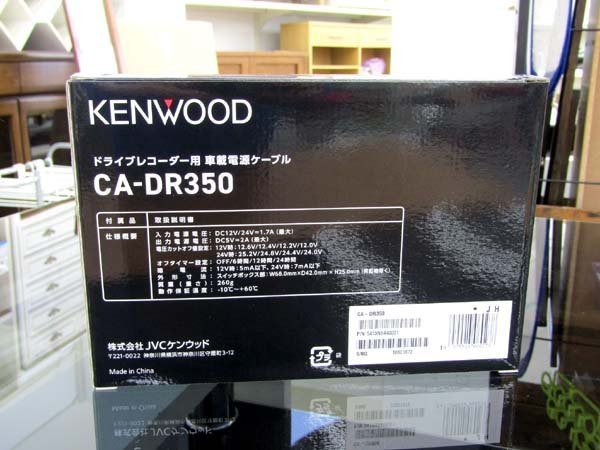 KENWOOD
ドライブレコーダー用 車載電源ケーブル
CA-DR350
付属品 取扱説明書
仕様概要 入力電源電圧：DC12V/24V⎓1.7A (最大)
出力電源電圧：DC5V⎓2A (最大)
電圧カットオフ値設定：12V時：12.6V/12.4V/12.2V/12.0V
24V時：25.2V/24.8V/24.4V/24.0V
オフタイマー設定：OFF/6時間/12時間/24時間
暗電流：12V時：5mA以下、24V時：7mA以下
外形寸法：スイッチボックス部：W68.0mm×D42.0mm×H25.0mm (突起物除く)
質量(重さ)：260g
動作保証温度：-10℃～+60℃
株式会社 JVCケンウッド
〒221-0022 神奈川県横浜市神奈川区守屋町3-12
Made in China
CA-DR350
JH
P/N:
S/NO.
プラ
袋